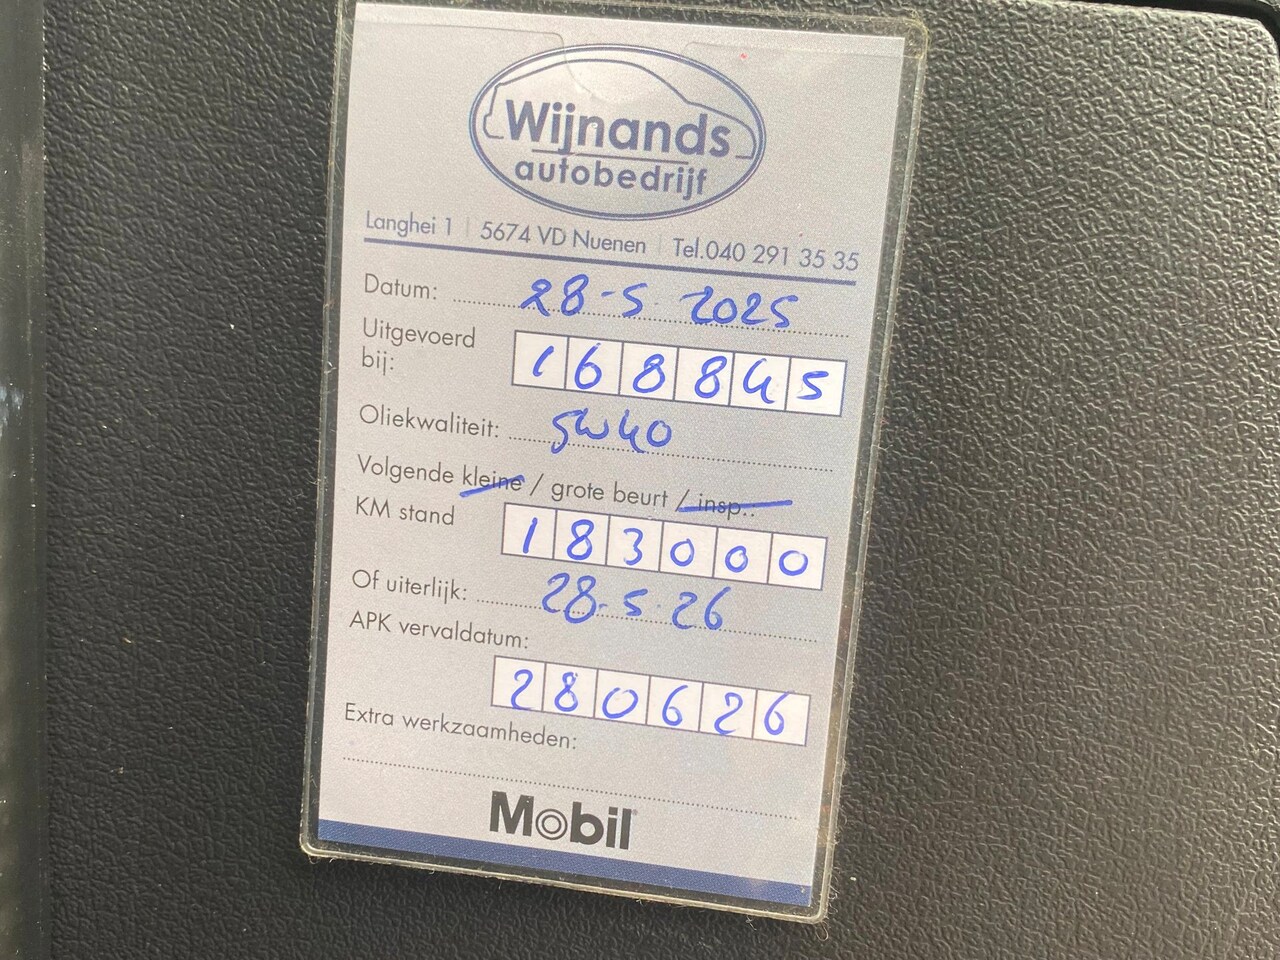 Wijnands
autobedrijf
Langhei 1 | 5674 VD Nuenen | Tel.040 291 35 35
Datum: 28-5-2025
Uitgevoerd
bij: 168845
Oliekwaliteit: 5W40
Volgende kleine / grote beurt / insp.:
KM stand 183000
Of uiterlijk: 28-5-26
APK vervaldatum:
280626
Extra werkzaamheden:
Mobil